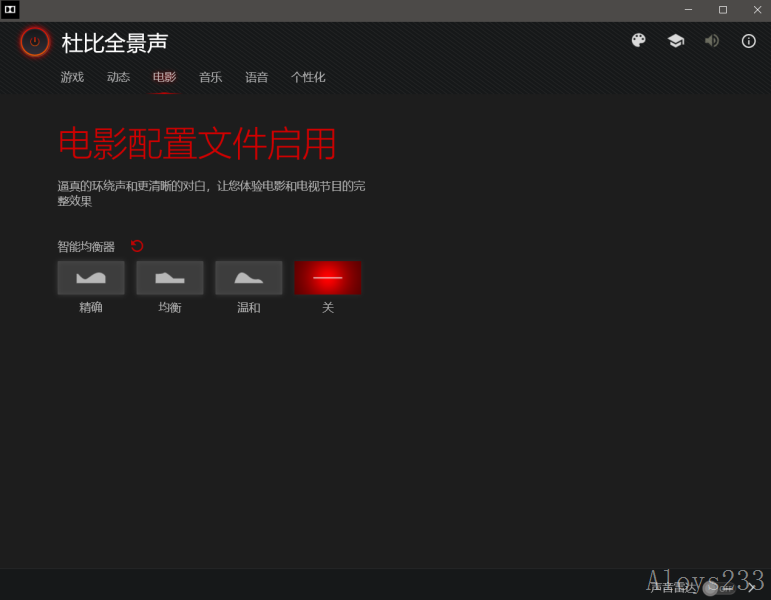 杜比全景声
游戏 动态 电影 音乐 语音 个性化
电影配置文件启用
逼真的环绕声和更清晰的对白，让您体验电影和电视节目的完
整效果
智能均衡器
精确 均衡 温和 关
声音雷达 OFF
Aloys233